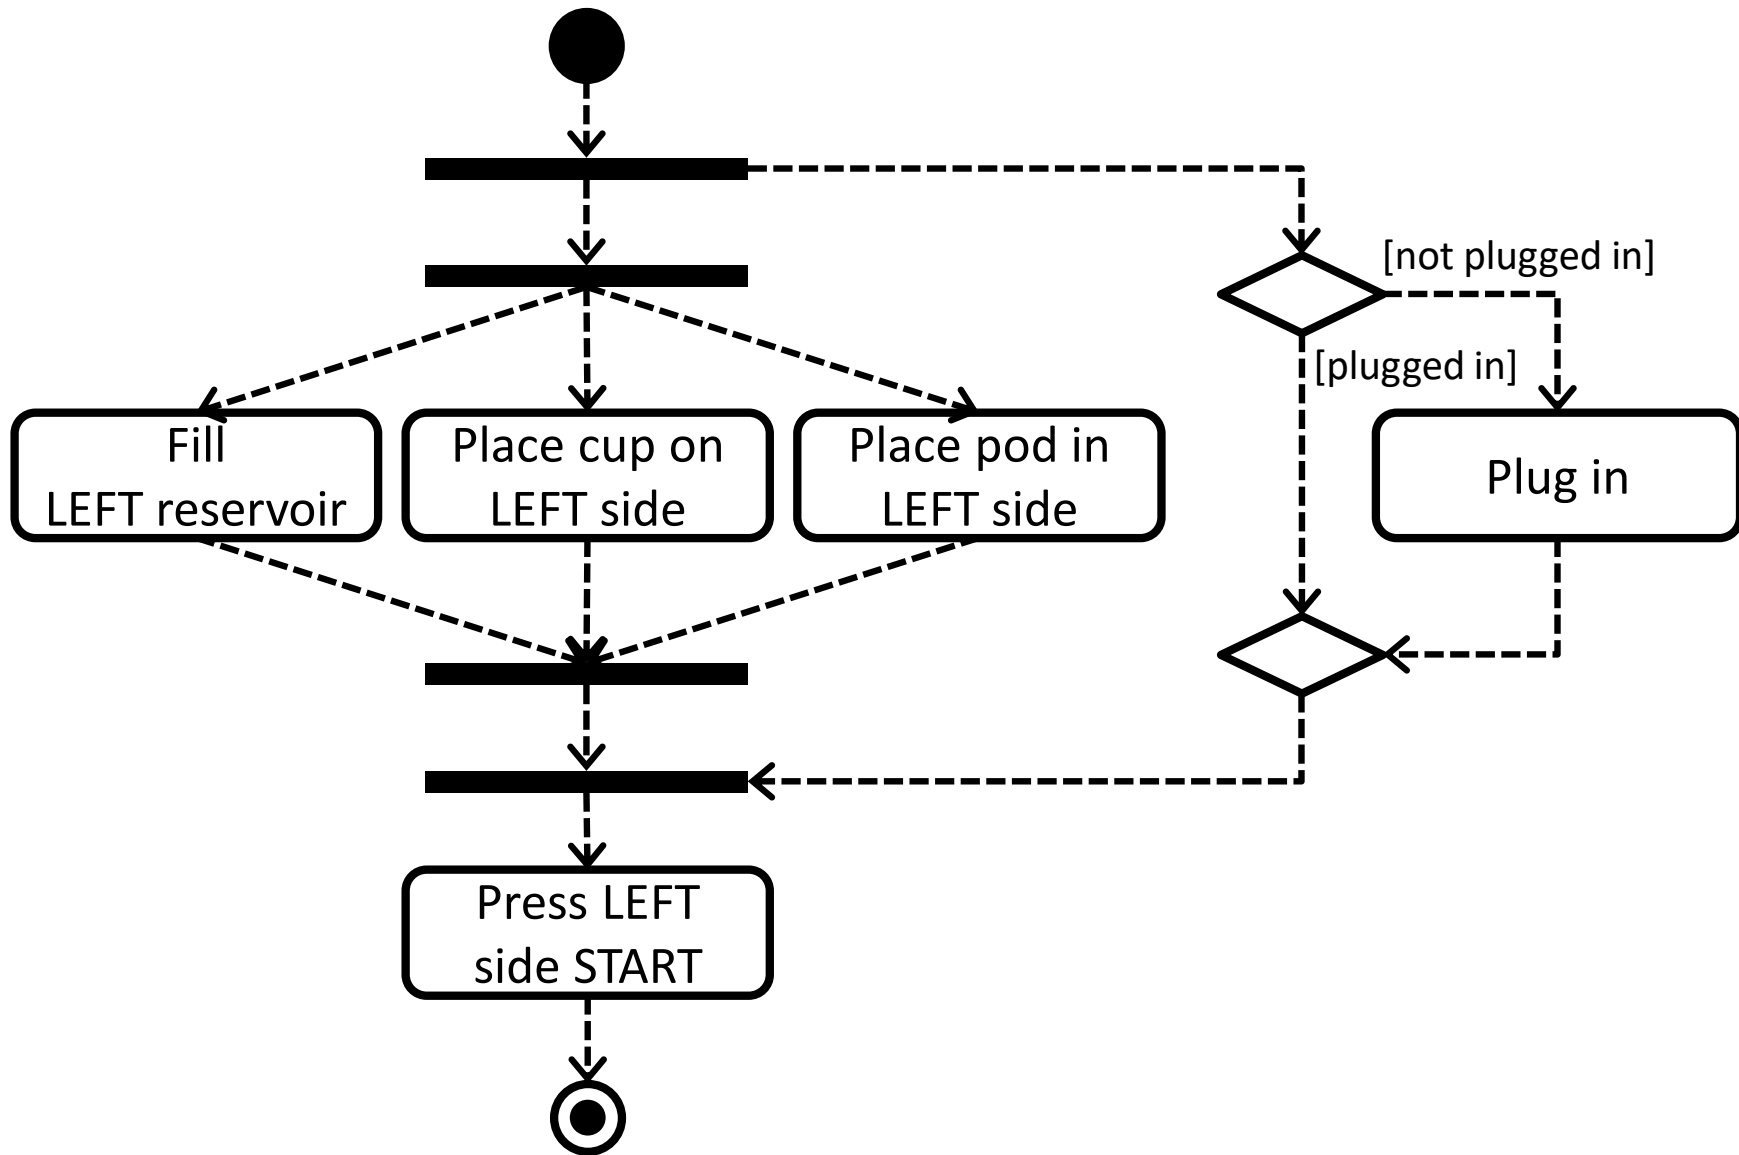 [not plugged in]
[plugged in]
Fill
LEFT reservoir
Place cup on
LEFT side
Place pod in
LEFT side
Plug in
Press LEFT
side START